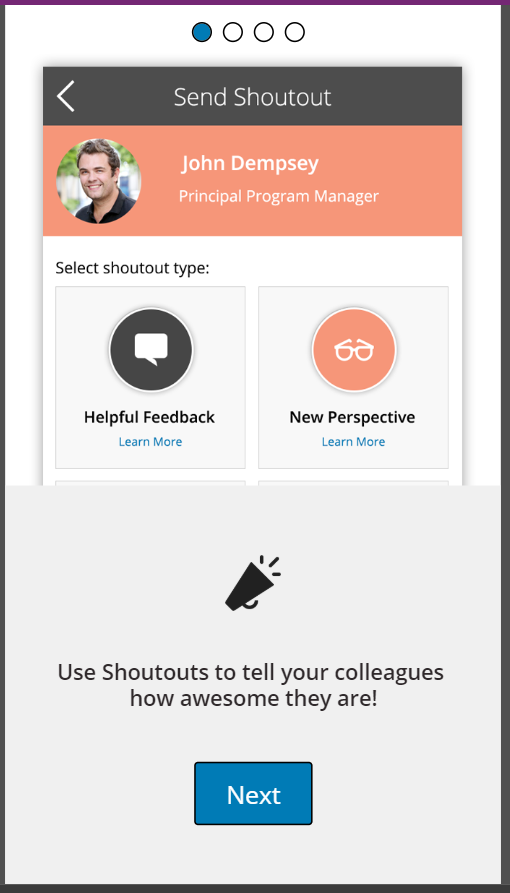 Send Shoutout
John Dempsey
Principal Program Manager
Select shoutout type:
Helpful Feedback
Learn More
New Perspective
Learn More
Use Shoutouts to tell your colleagues
how awesome they are!
Next